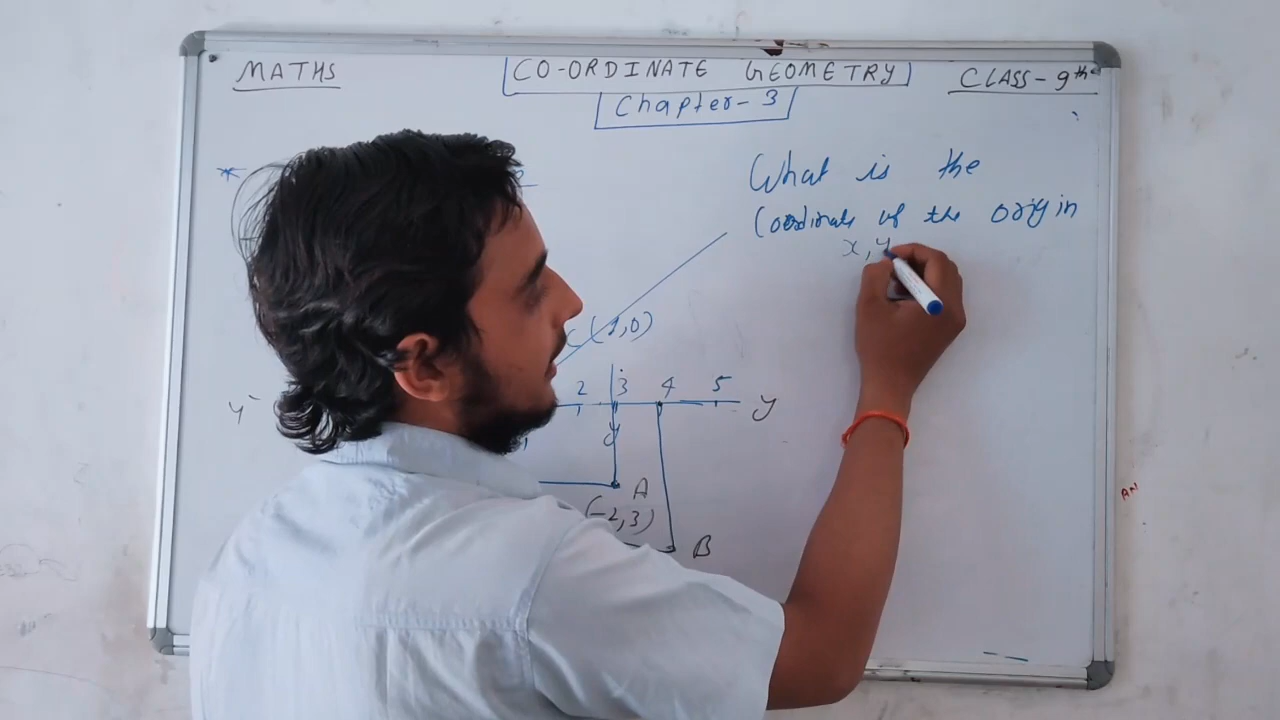 MATHS
CO-ORDINATE GEOMETRY
CLASS-9th
Chapter-3
*
What is the
Coordinate of the origin
x,y
C(1,0)
2 3 4 5
y
y
A
(-2,3)
B
AN